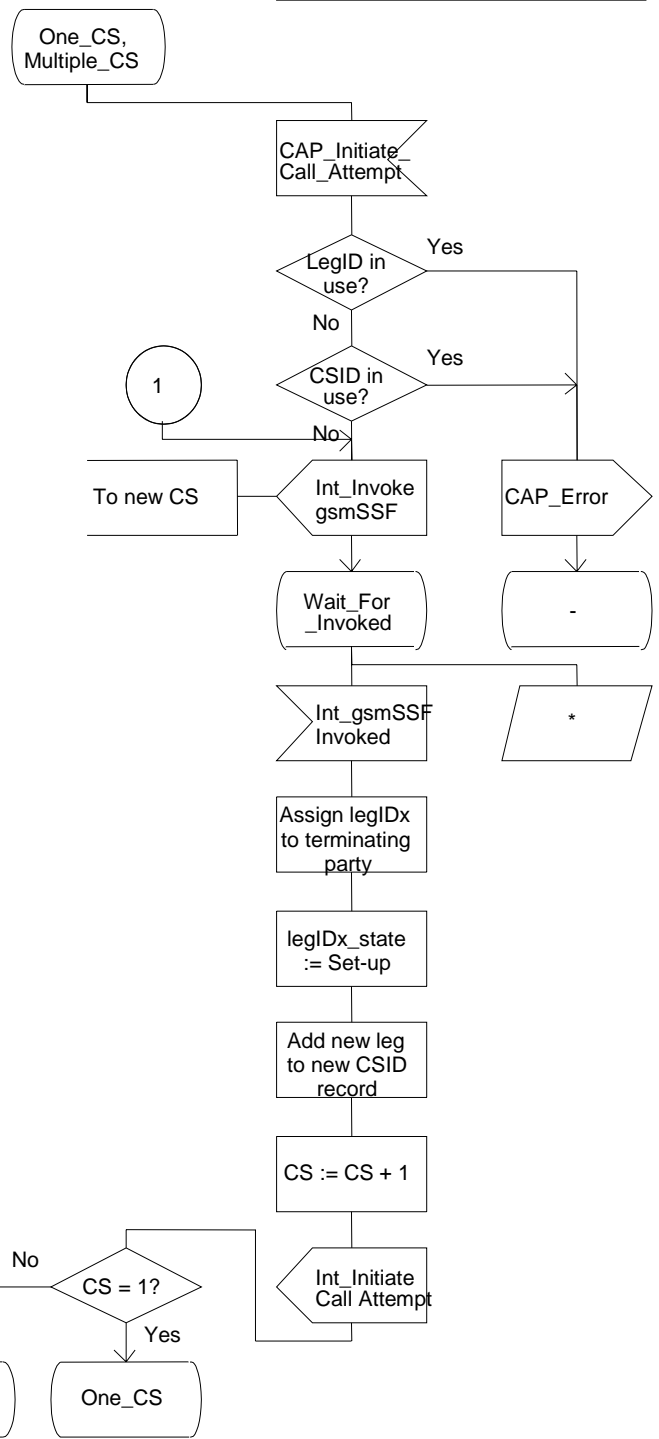 One_CS,
Multiple_CS
CAP_Initiate_
Call_Attempt
LegID in
use?
Yes
No
CSID in
use?
Yes
1
No
To new CS
Int_Invoke
gsmSSF
CAP_Error
Wait_For
_Invoked
-
Int_gsmSSF
Invoked
*
Assign legIDx
to terminating
party
legIDx_state
:= Set-up
Add new leg
to new CSID
record
CS := CS + 1
Int_Initiate
Call Attempt
No
CS = 1?
Yes
One_CS